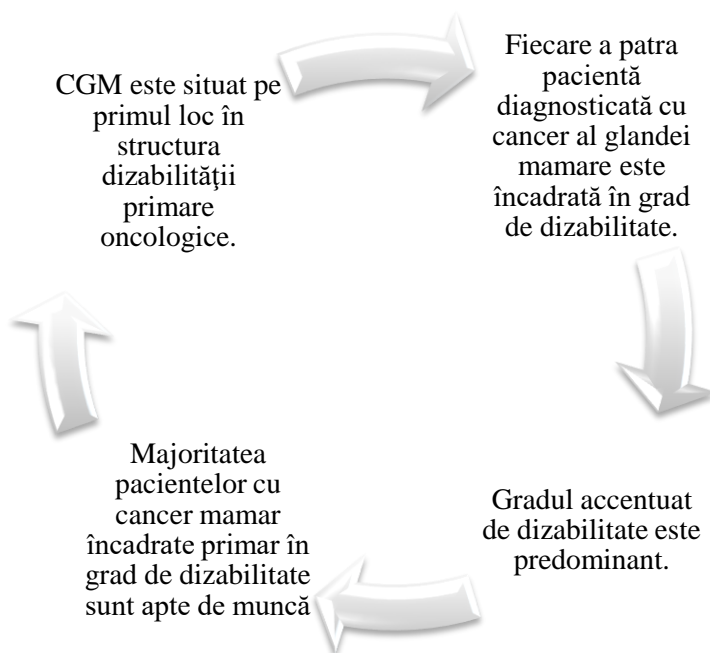 CGM este situat pe
primul loc în
structura
dizabilităţii
primare
oncologice.
Fiecare a patra
pacientă
diagnosticată cu
cancer al glandei
mamare este
încadrată în grad
de dizabilitate.
Gradul accentuat
de dizabilitate este
predominant.
Majoritatea
pacientelor cu
cancer mamar
încadrate primar în
grad de dizabilitate
sunt apte de muncă